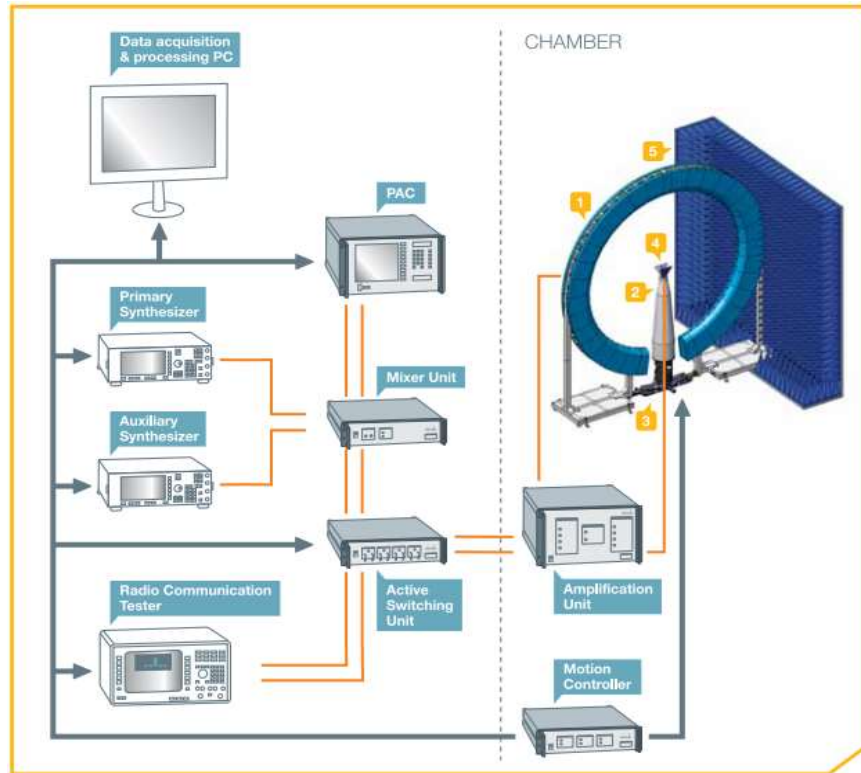 Data acquisition
& processing PC
CHAMBER
PAC
Primary
Synthesizer
Mixer Unit
Auxiliary
Synthesizer
Radio Communication
Tester
Active
Switching
Unit
Amplification
Unit
Motion
Controller
5
1
4
2
3